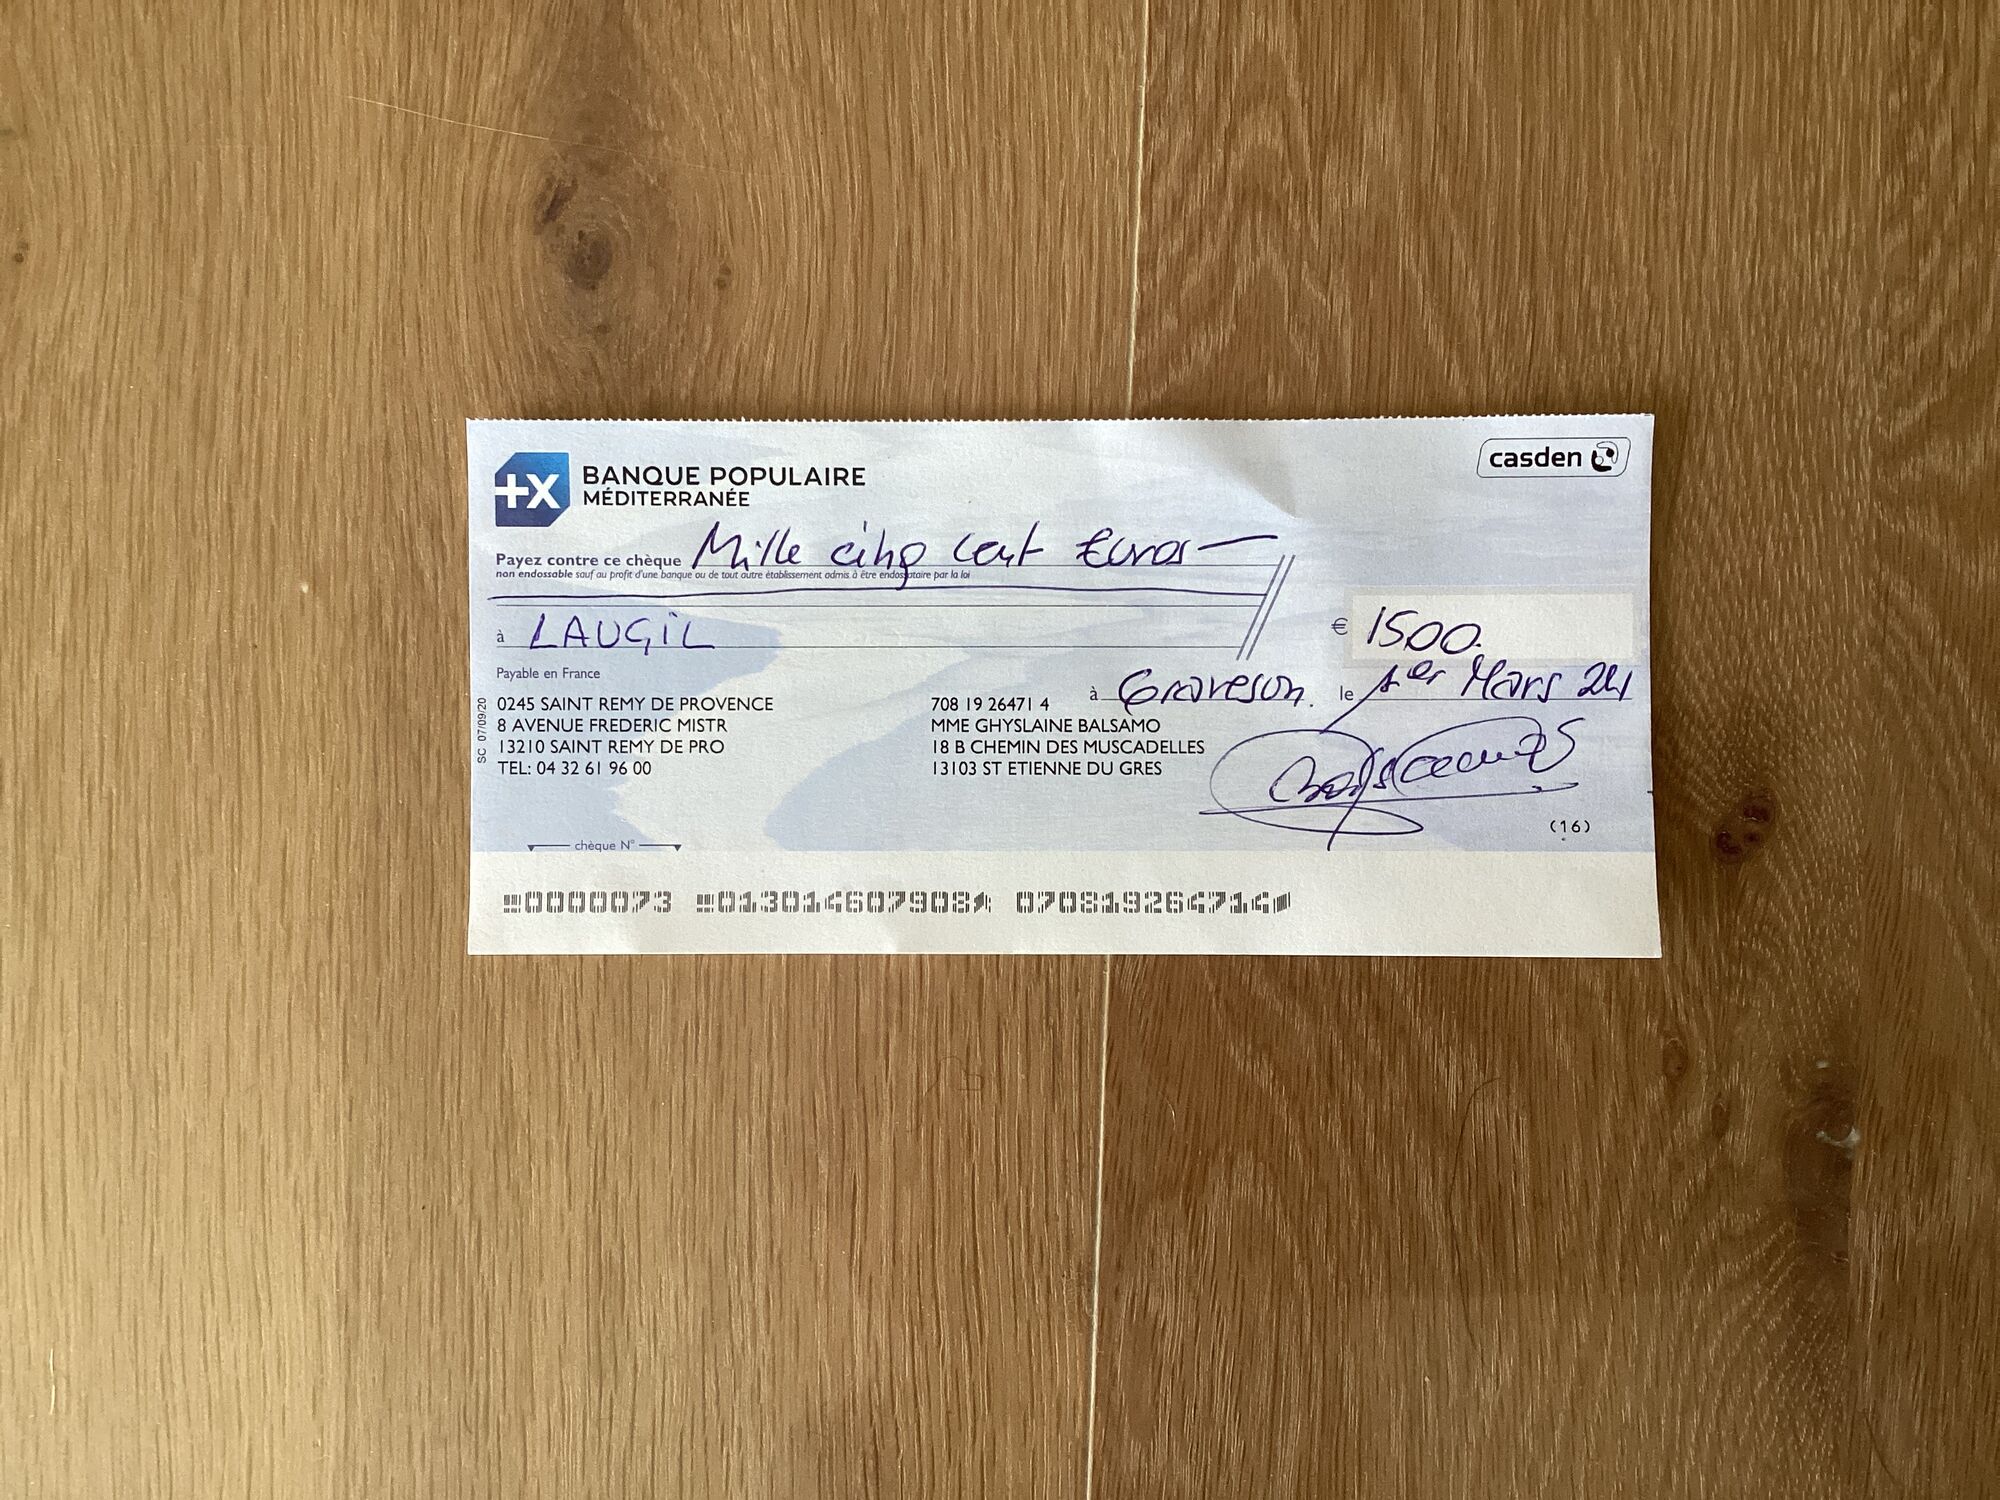 +X BANQUE POPULAIRE
MÉDITERRANÉE
casden
Payez contre ce chèque Mille cinq cent Euros
non endossable sauf au profit d'une banque ou de tout autre établissement admis à être endossataire par la loi
à LAUGIL
€ 1500.
Payable en France
à Graveson. le 1er Mars 24
0245 SAINT REMY DE PROVENCE
8 AVENUE FREDERIC MISTR
13210 SAINT REMY DE PRO
TEL: 04 32 61 96 00
SC 07/09/20
708 19 26471 4
MME GHYSLAINE BALSAMO
18 B CHEMIN DES MUSCADELLES
13103 ST ETIENNE DU GRES
(16)
chèque N°
0000073 013014607908 070819264714